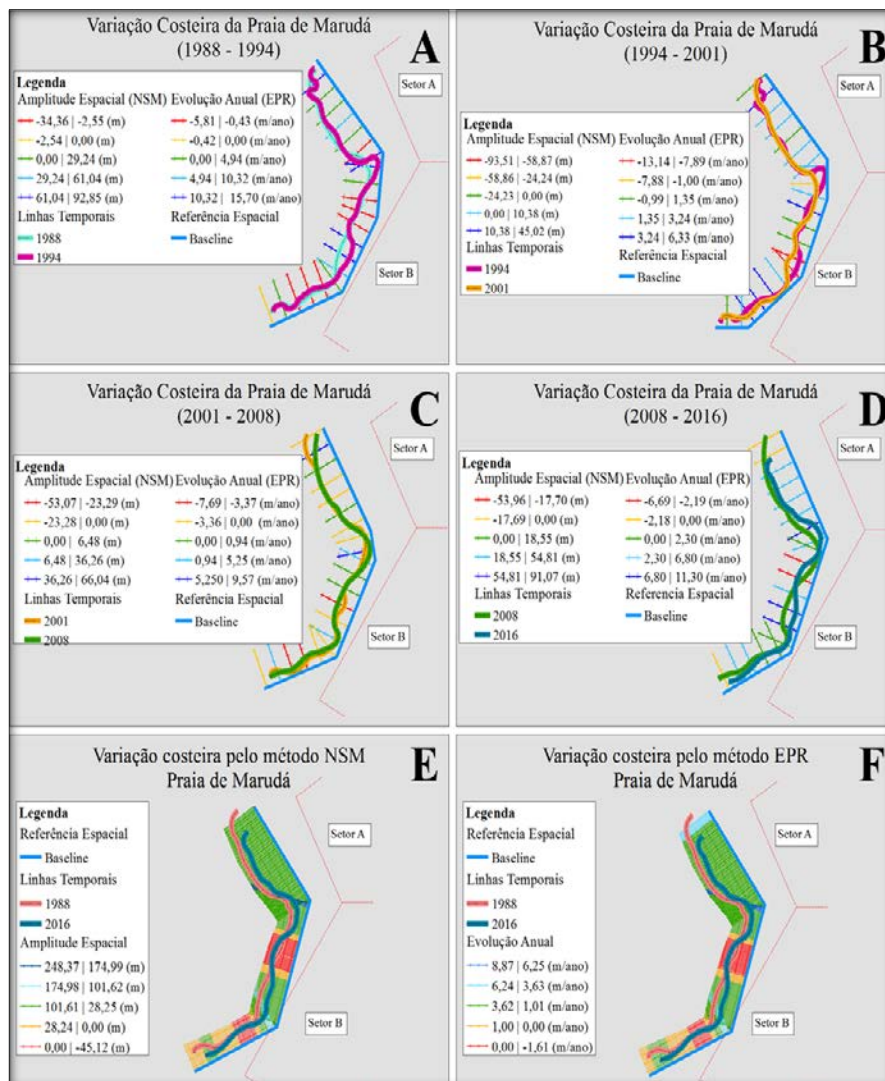 Variação Costeira da Praia de Marudá
(1988 - 1994)
A
Setor A
Legenda
Amplitude Espacial (NSM) Evolução Anual (EPR)
-34,36 | -2,55 (m) -5,81 | -0,43 (m/ano)
-2,54 | 0,00 (m) -0,42 | 0,00 (m/ano)
0,00 | 29,24 (m) 0,00 | 4,94 (m/ano)
29,24 | 61,04 (m) 4,94 | 10,32 (m/ano)
61,04 | 92,85 (m) 10,32 | 15,70 (m/ano)
Linhas Temporais Referência Espacial
1988 Baseline
1994
Setor B
Variação Costeira da Praia de Marudá
(1994 - 2001)
B
Setor A
Legenda
Amplitude Espacial (NSM) Evolução Anual (EPR)
-93,51 | -58,87 (m) -13,14 | -7,89 (m/ano)
-58,86 | -24,24 (m) -7,88 | -1,00 (m/ano)
-24,23 | 0,00 (m) -0,99 | 1,35 (m/ano)
0,00 | 10,38 (m) 1,35 | 3,24 (m/ano)
10,38 | 45,02 (m) 3,24 | 6,33 (m/ano)
Linhas Temporais Referência Espacial
1994 Baseline
2001
Setor B
Variação Costeira da Praia de Marudá
(2001 - 2008)
C
Setor A
Legenda
Amplitude Espacial (NSM) Evolução Anual (EPR)
-53,07 | -23,29 (m) -7,69 | -3,37 (m/ano)
-23,28 | 0,00 (m) -3,36 | 0,00 (m/ano)
0,00 | 6,48 (m) 0,00 | 0,94 (m/ano)
6,48 | 36,26 (m) 0,94 | 5,25 (m/ano)
36,26 | 66,04 (m) 5,250 | 9,57 (m/ano)
Linhas Temporais Referência Espacial
2001 Baseline
2008
Setor B
Variação Costeira da Praia de Marudá
(2008 - 2016)
D
Setor A
Legenda
Amplitude Espacial (NSM) Evolução Anual (EPR)
-53,96 | -17,70 (m) -6,69 | -2,19 (m/ano)
-17,69 | 0,00 (m) -2,18 | 0,00 (m/ano)
0,00 | 18,55 (m) 0,00 | 2,30 (m/ano)
18,55 | 54,81 (m) 2,30 | 6,80 (m/ano)
54,81 | 91,07 (m) 6,80 | 11,30 (m/ano)
Linhas Temporais Referencia Espacial
2008 Baseline
2016
Setor B
Variação costeira pelo método NSM
Praia de Marudá
E
Legenda
Referência Espacial
Baseline
Linhas Temporais
1988
2016
Amplitude Espacial
248,37 | 174,99 (m)
174,98 | 101,62 (m)
101,61 | 28,25 (m)
28,24 | 0,00 (m)
0,00 | -45,12 (m)
Setor A
Setor B
Variação costeira pelo método EPR
Praia de Marudá
F
Legenda
Referência Espacial
Baseline
Linhas Temporais
1988
2016
Evolução Anual
8,87 | 6,25 (m/ano)
6,24 | 3,63 (m/ano)
3,62 | 1,01 (m/ano)
1,00 | 0,00 (m/ano)
0,00 | -1,61 (m/ano)
Setor A
Setor B